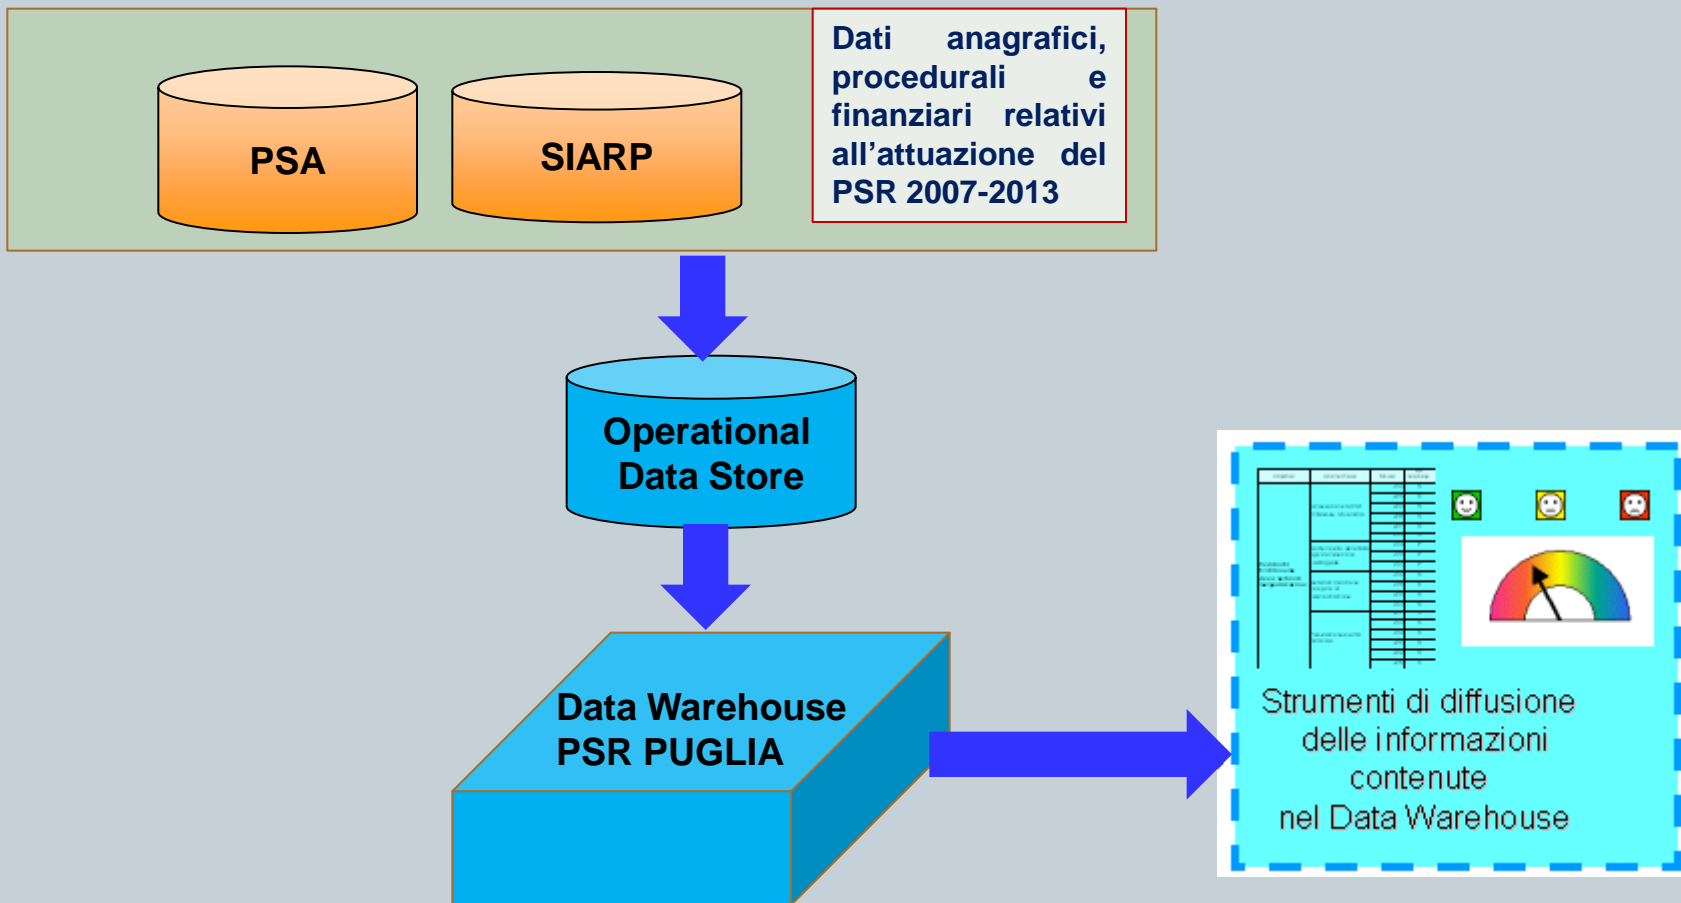 PSA
SIARP
Dati anagrafici,
procedurali e
finanziari relativi
all’attuazione del
PSR 2007-2013
Operational
Data Store
Data Warehouse
PSR PUGLIA
Strumenti di diffusione
delle informazioni
contenute
nel Data Warehouse